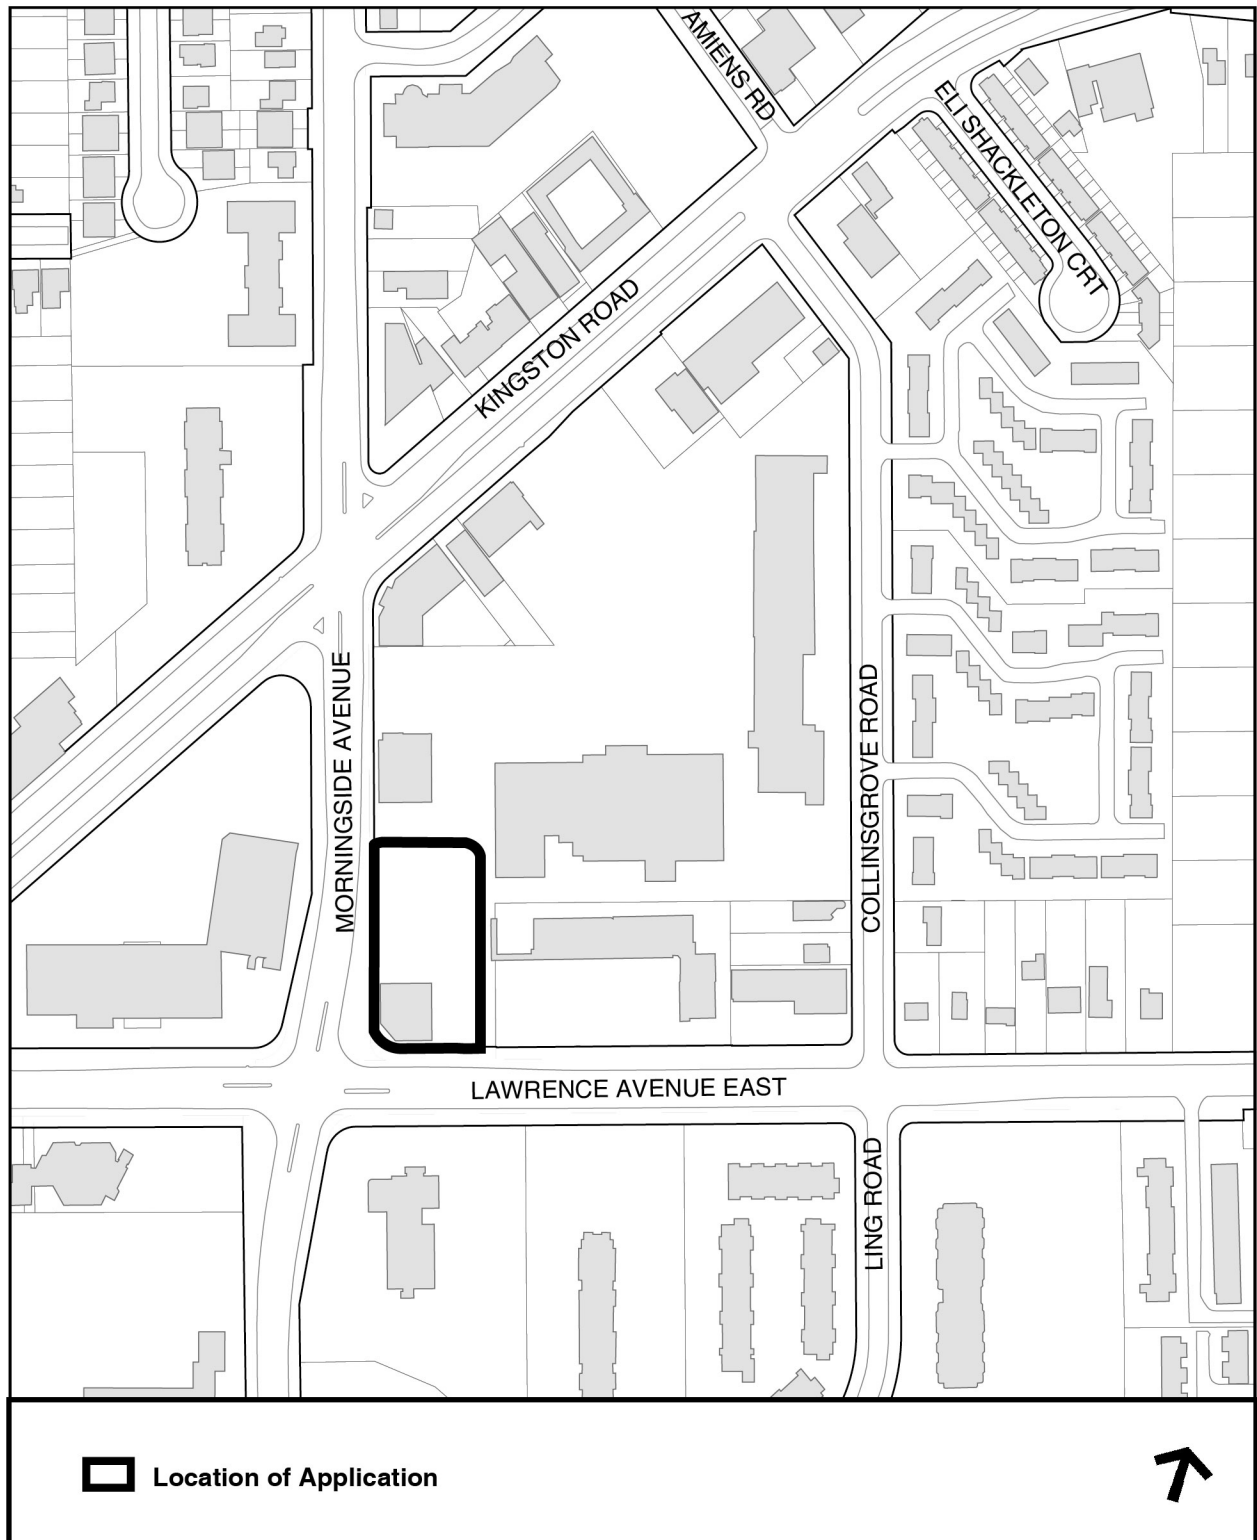 AMIENS RD
ELI SHACKLETON CRT
KINGSTON ROAD
MORNINGSIDE AVENUE
COLLINSGROVE ROAD
LAWRENCE AVENUE EAST
LING ROAD
Location of Application